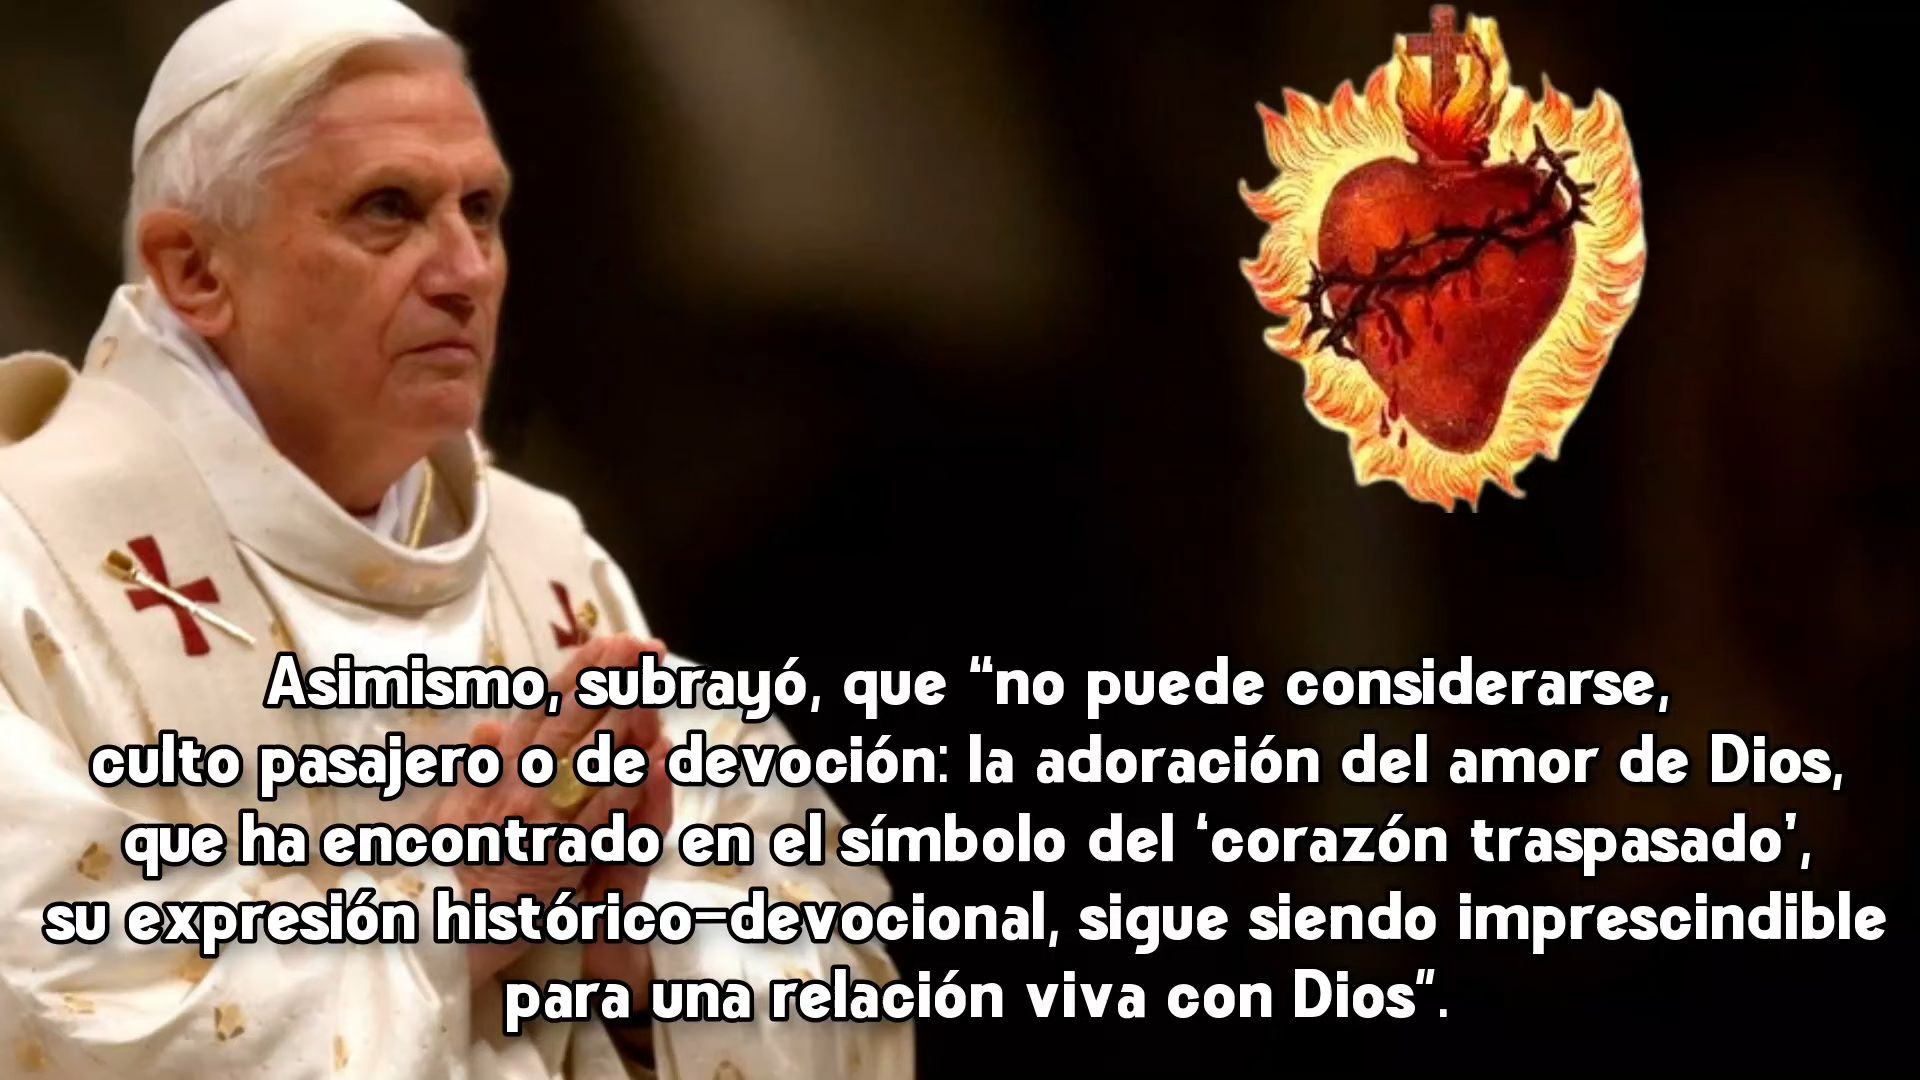 Asimismo, subrayó, que “no puede considerarse,
culto pasajero o de devoción: la adoración del amor de Dios,
que ha encontrado en el símbolo del ‘corazón traspasado’,
su expresión histórico-devocional, sigue siendo imprescindible
para una relación viva con Dios“.